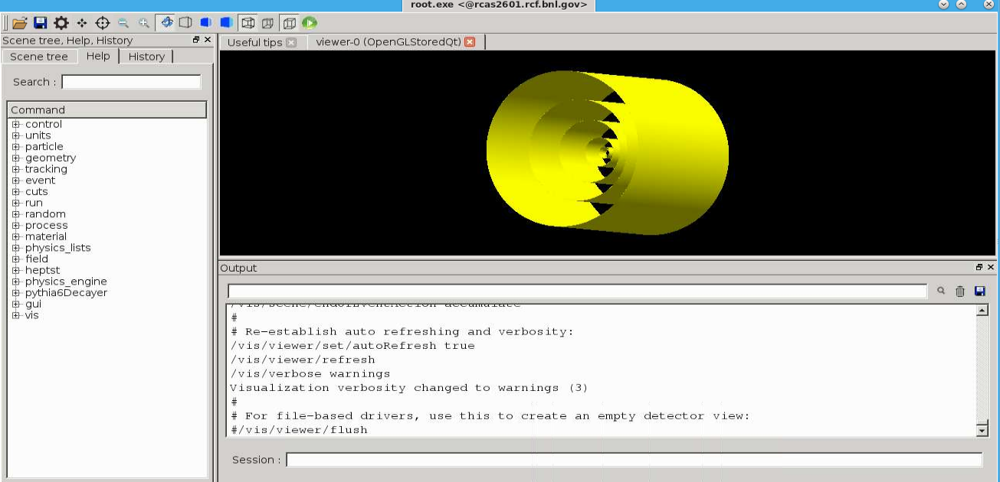 root.exe <@rcas2601.rcf.bnl.gov>
Scene tree, Help, History
Useful tips
viewer-0 (OpenGLStoredQt)
Scene tree
Help
History
Search :
Command
control
units
particle
geometry
tracking
event
cuts
run
random
process
material
physics_lists
field
heptst
physics_engine
pythia6Decayer
gui
vis
Output
/vis/scene/endOfEventAction accumulate
#
# Re-establish auto refreshing and verbosity:
/vis/viewer/set/autoRefresh true
/vis/viewer/refresh
/vis/verbose warnings
Visualization verbosity changed to warnings (3)
#
# For file-based drivers, use this to create an empty detector view:
#/vis/viewer/flush
Session :